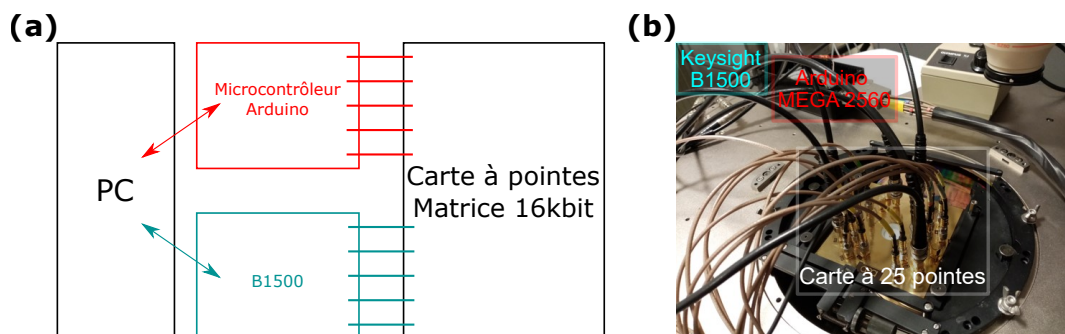 (a)
Microcontrôleur
Arduino
PC
Carte à pointes
Matrice 16kbit
B1500
(b)
Keysight
B1500
Arduino
MEGA 2560
Carte à 25 pointes